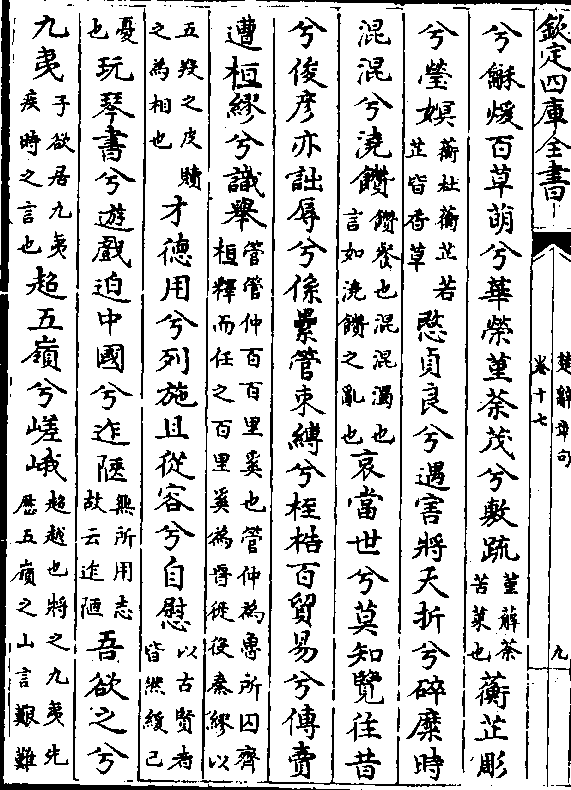 欽定四庫全書
楚辭章句
卷十七
九
兮龢煖百草萌兮華榮堇荼茂兮敷疏堇薢荼苦菜也蘅芷彫
兮瑩嫇蘅杜蘅芷若芷皆香草愍貞良兮遇害將夭折兮碎糜時
混混兮澆饡饡餐也混混濁也言如澆饡之亂也哀當世兮莫知覽往昔
兮俊彥亦詘辱兮係纍管束縛兮桎梏百貿易兮傳賣
遭桓繆兮識舉管管仲百百里奚也管仲為魯所囚齊桓釋而任之百里奚為晉徒役秦繆以
五羖之皮贖之為相也才德用兮列施且從容兮自慰以古賢者皆然緩己
憂也玩琴書兮遊戲迫中國兮迮陿無所用志故云迮陿吾欲之兮
九夷子欲居九夷疾時之言也超五嶺兮嵯峨超越也將之九夷先歷五嶺之山言艱難